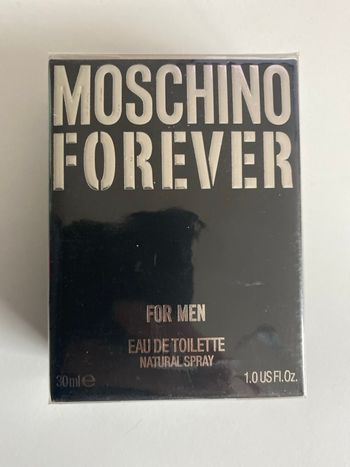 MOSCHINO
FOREVER
FOR MEN
EAU DE TOILETTE
NATURAL SPRAY
30ml℮ 1.0 US Fl.Oz.